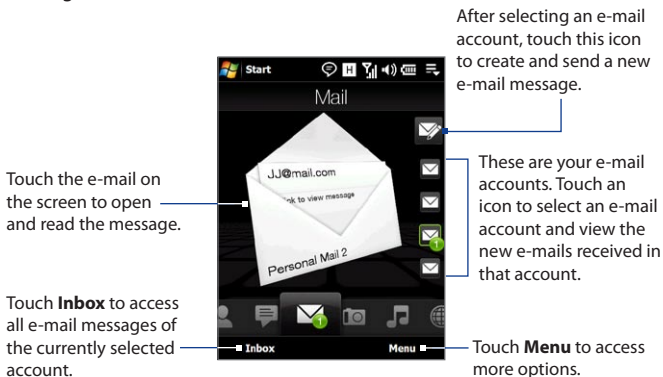 After selecting an e-mail
account, touch this icon
to create and send a new
e-mail message.
Start
H
Mail
JJ@mail.com
to view message
Personal Mail 2
1
1
Inbox
Menu
Touch the e-mail on
the screen to open
and read the message.
These are your e-mail
accounts. Touch an
icon to select an e-mail
account and view the
new e-mails received in
that account.
Touch Inbox to access
all e-mail messages of
the currently selected
account.
Touch Menu to access
more options.